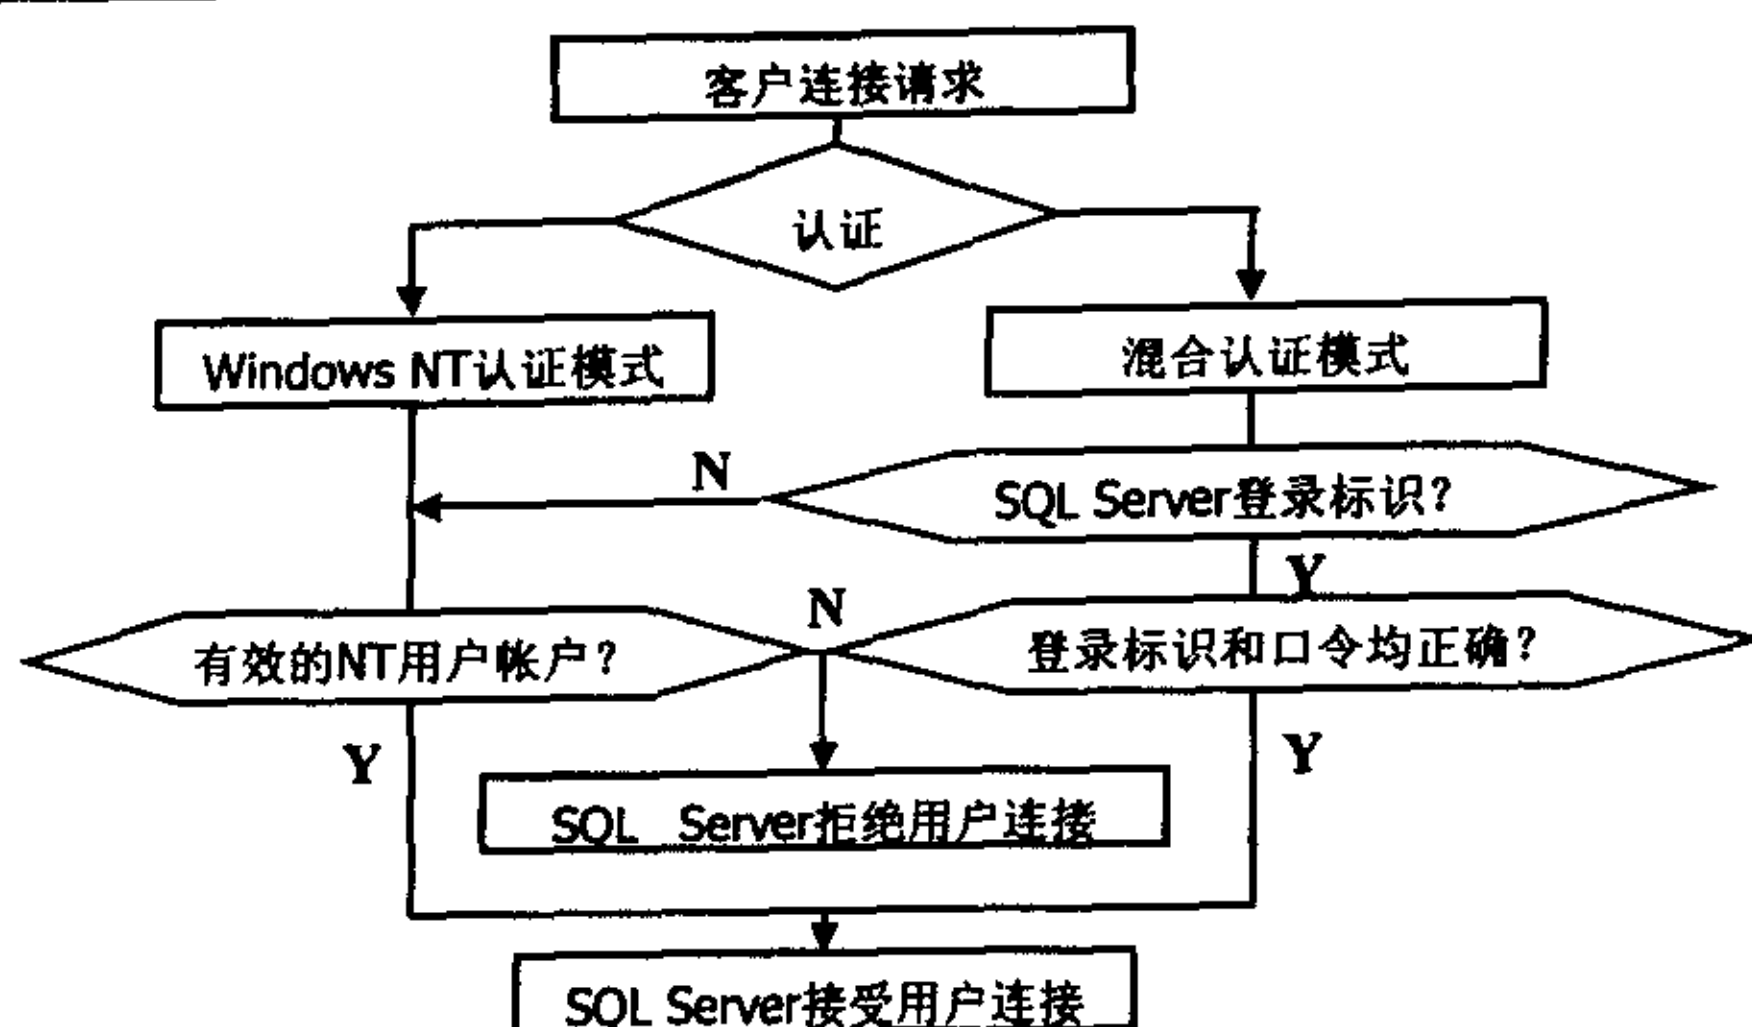 客户连接请求
认证
Windows NT认证模式
混合认证模式
N
SQL Server登录标识？
Y
N
有效的NT用户帐户？
登录标识和口令均正确？
Y
Y
SQL Server拒绝用户连接
SQL Server接受用户连接